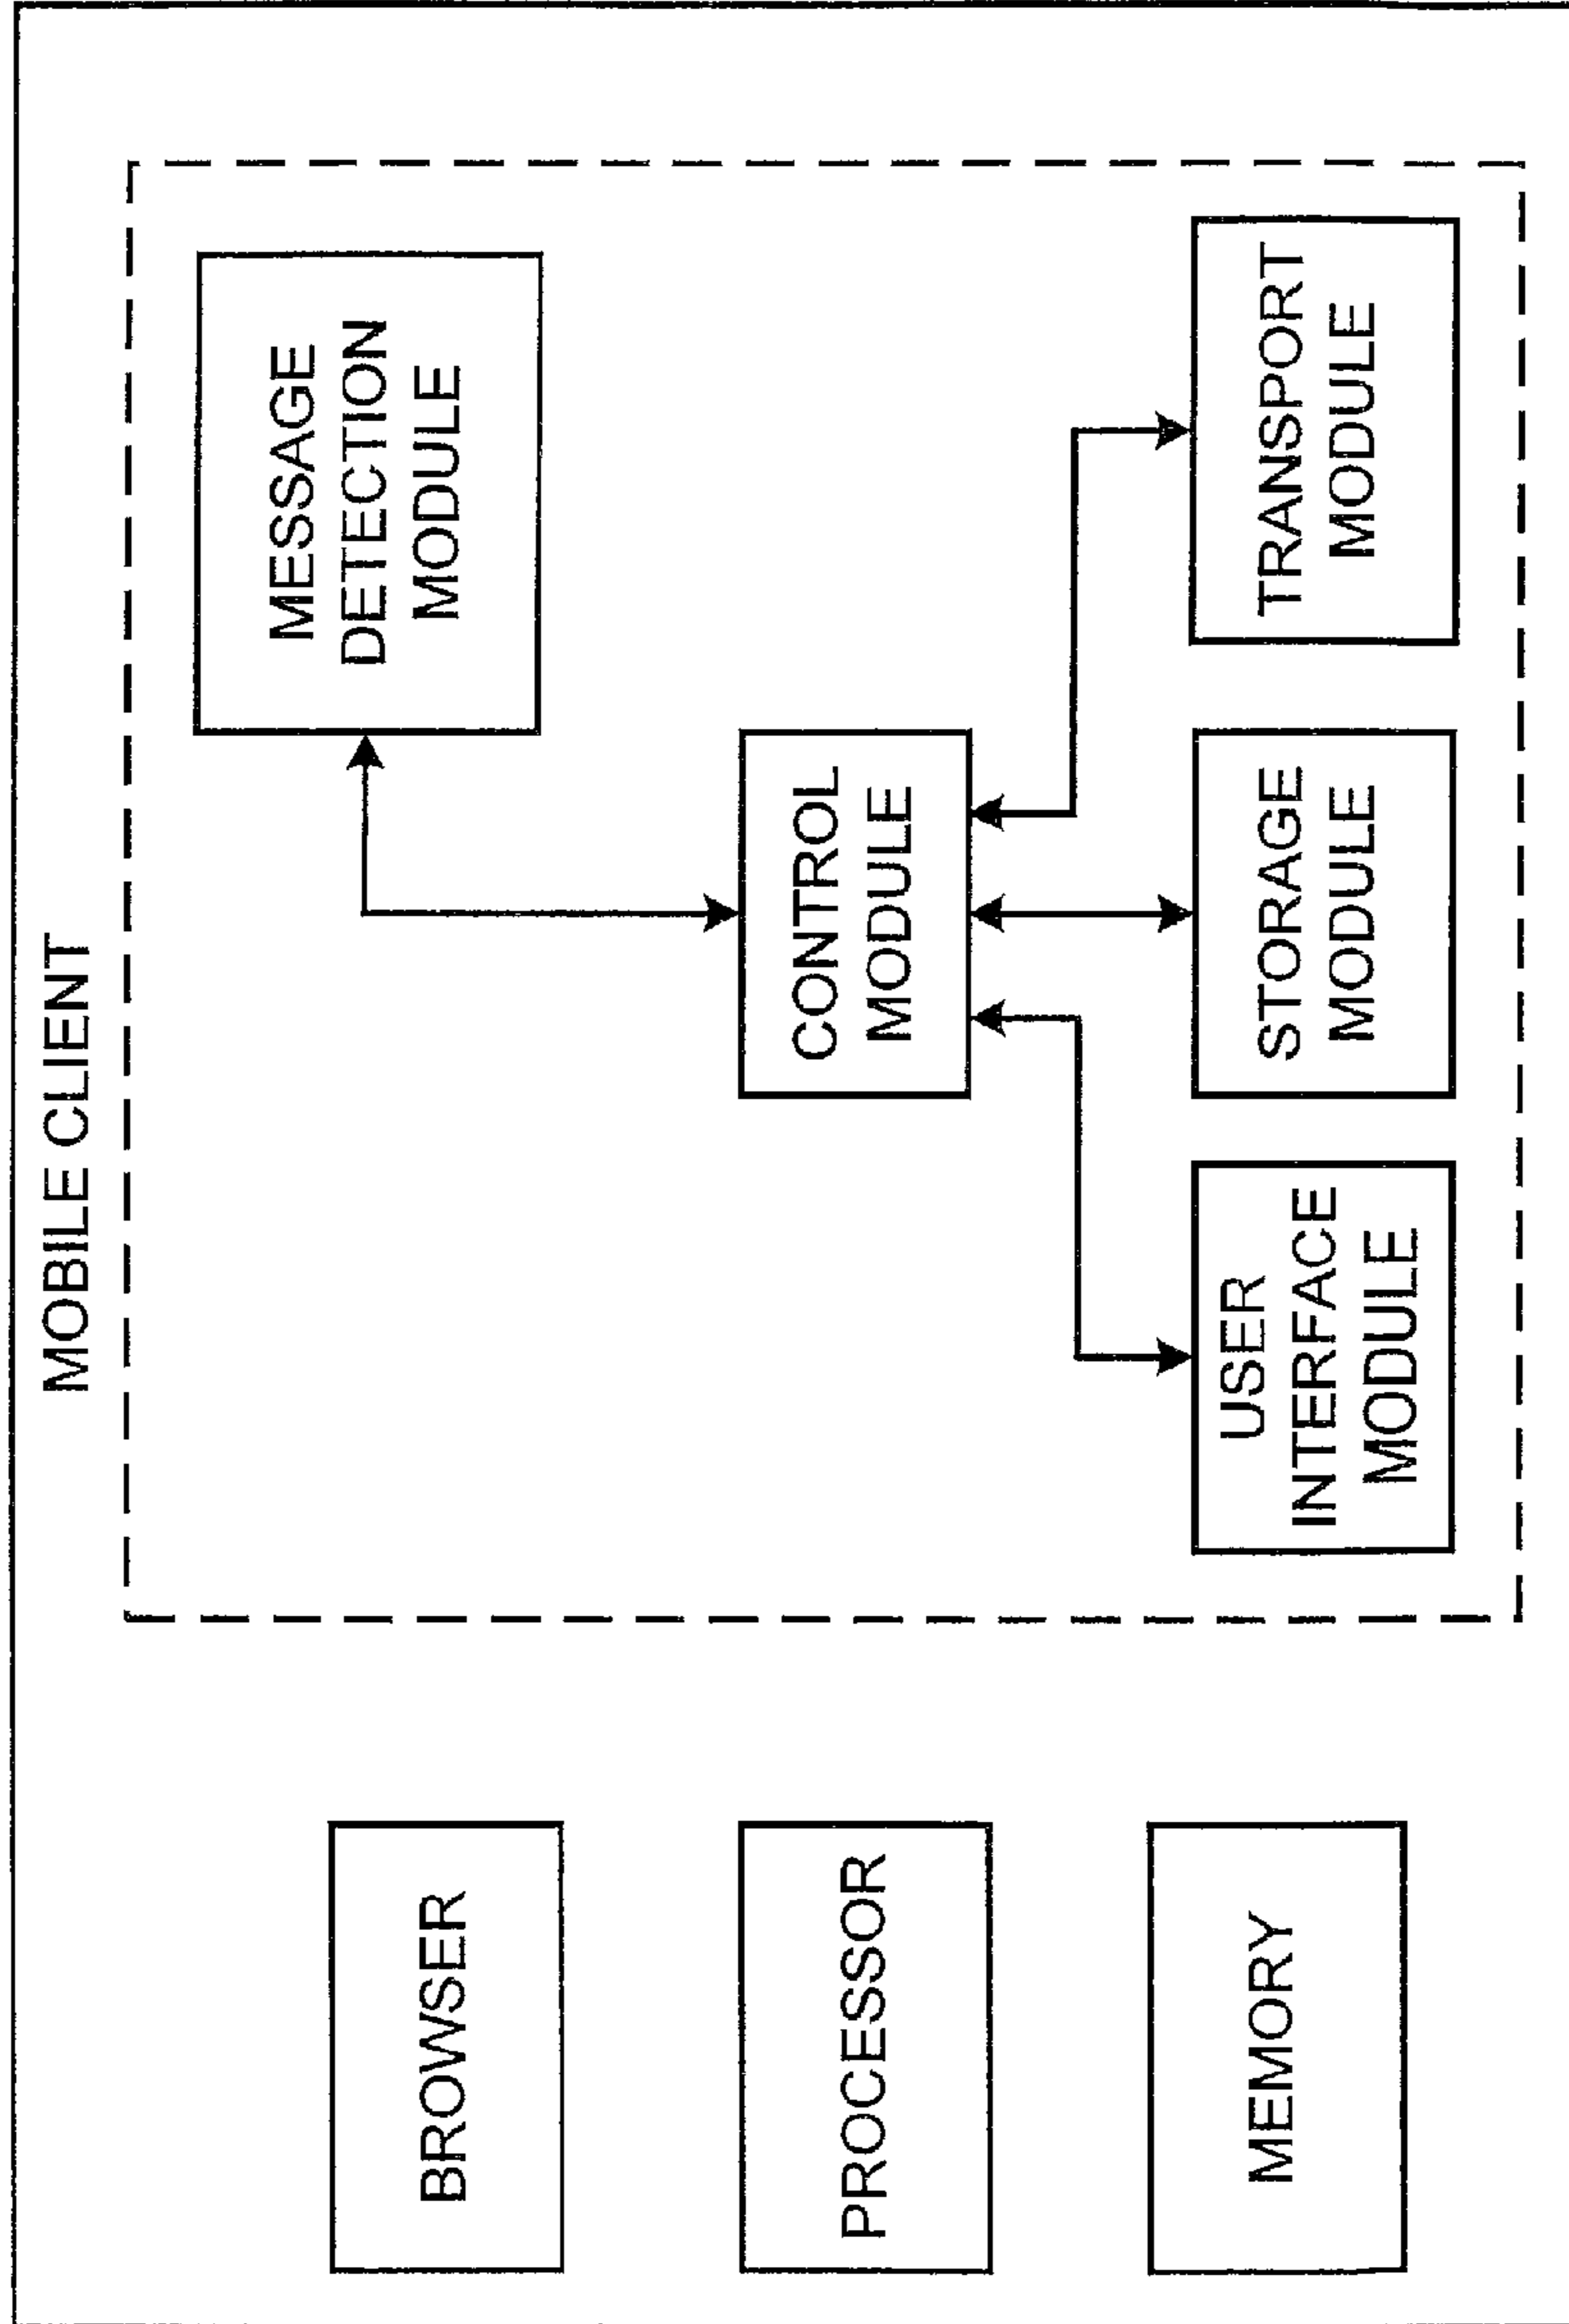 MOBILE CLIENT
BROWSER
PROCESSOR
MEMORY
MESSAGE
DETECTION
MODULE
CONTROL
MODULE
USER
INTERFACE
MODULE
STORAGE
MODULE
TRANSPORT
MODULE